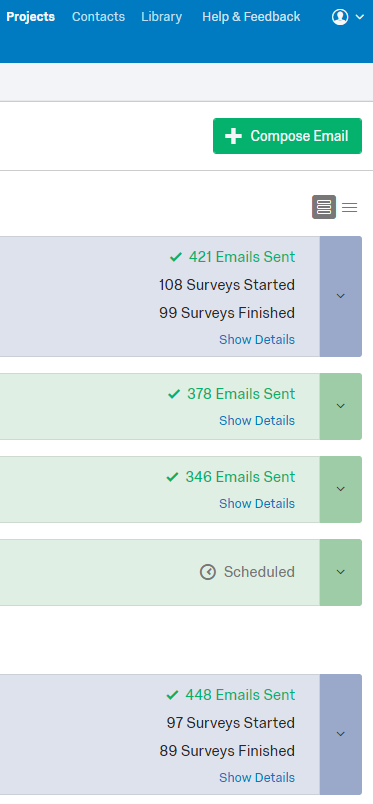 Projects Contacts Library Help & Feedback
Compose Email
421 Emails Sent
108 Surveys Started
99 Surveys Finished
Show Details
378 Emails Sent
Show Details
346 Emails Sent
Show Details
Scheduled
448 Emails Sent
97 Surveys Started
89 Surveys Finished
Show Details